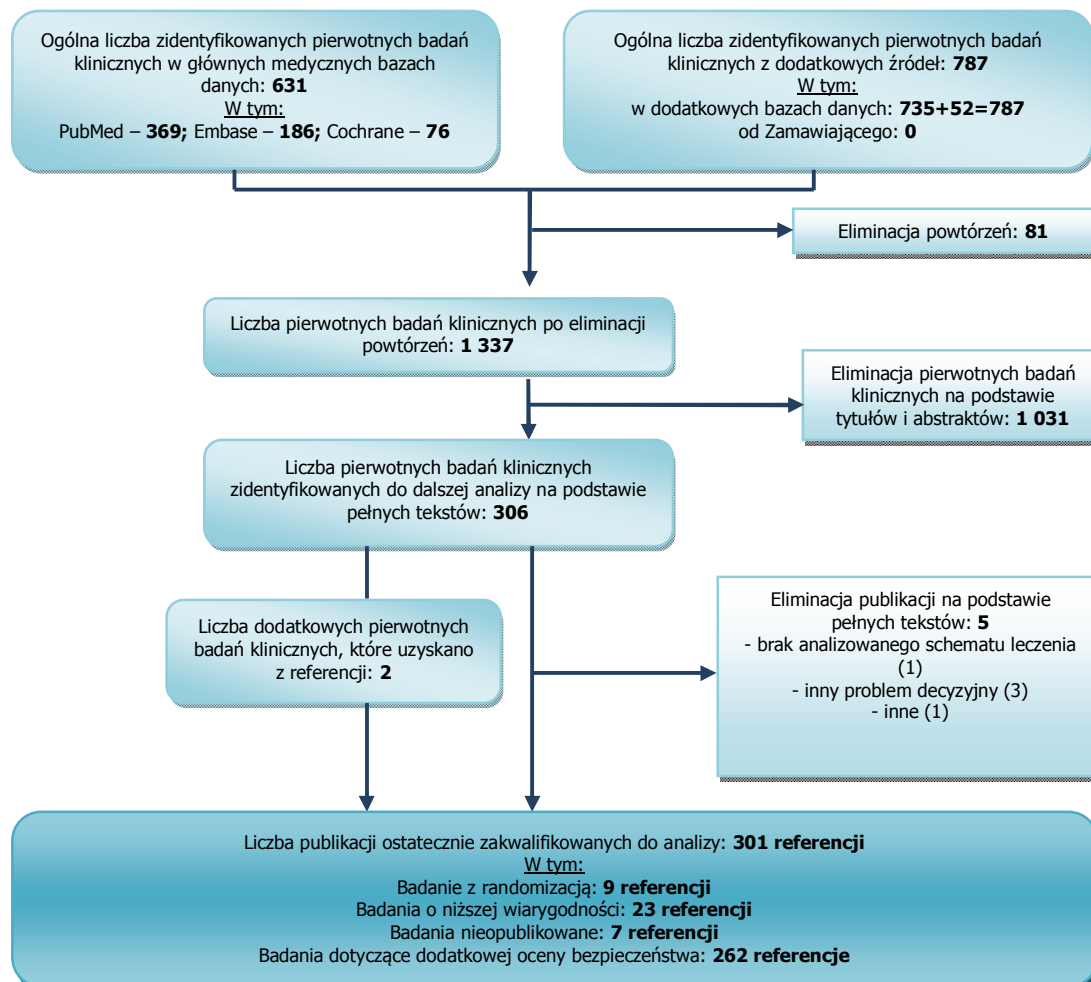 Ogólna liczba zidentyfikowanych pierwotnych badań
klinicznych w głównych medycznych bazach
danych: 631
W tym:
PubMed – 369; Embase – 186; Cochrane – 76
Ogólna liczba zidentyfikowanych pierwotnych badań
klinicznych z dodatkowych źródeł: 787
W tym:
w dodatkowych bazach danych: 735+52=787
od Zamawiającego: 0
Eliminacja powtórzeń: 81
Liczba pierwotnych badań klinicznych po eliminacji
powtórzeń: 1 337
Eliminacja pierwotnych badań
klinicznych na podstawie
tytułów i abstraktów: 1 031
Liczba pierwotnych badań klinicznych
zidentyfikowanych do dalszej analizy na podstawie
pełnych tekstów: 306
Liczba dodatkowych pierwotnych
badań klinicznych, które uzyskano
z referencji: 2
Eliminacja publikacji na podstawie
pełnych tekstów: 5
- brak analizowanego schematu leczenia
(1)
- inny problem decyzyjny (3)
- inne (1)
Liczba publikacji ostatecznie zakwalifikowanych do analizy: 301 referencji
W tym:
Badanie z randomizacją: 9 referencji
Badania o niższej wiarygodności: 23 referencji
Badania nieopublikowane: 7 referencji
Badania dotyczące dodatkowej oceny bezpieczeństwa: 262 referencje